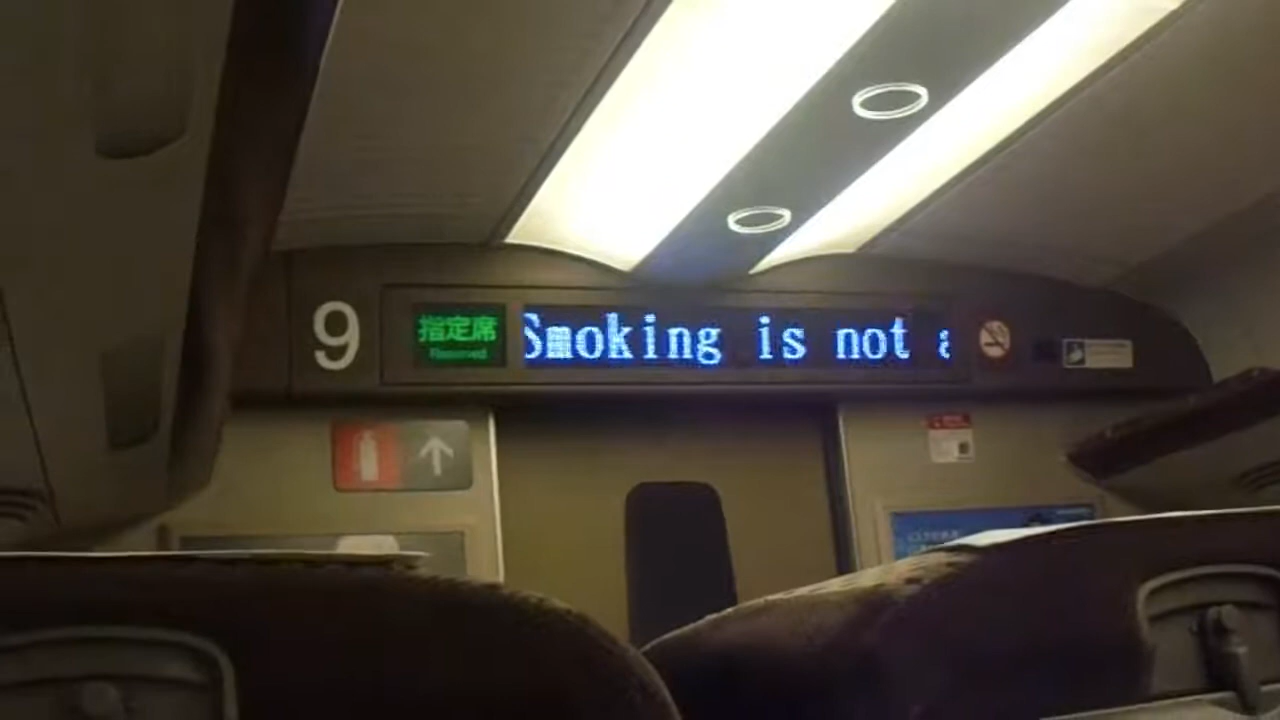 9
指定席
Reserved
Smoking is not a